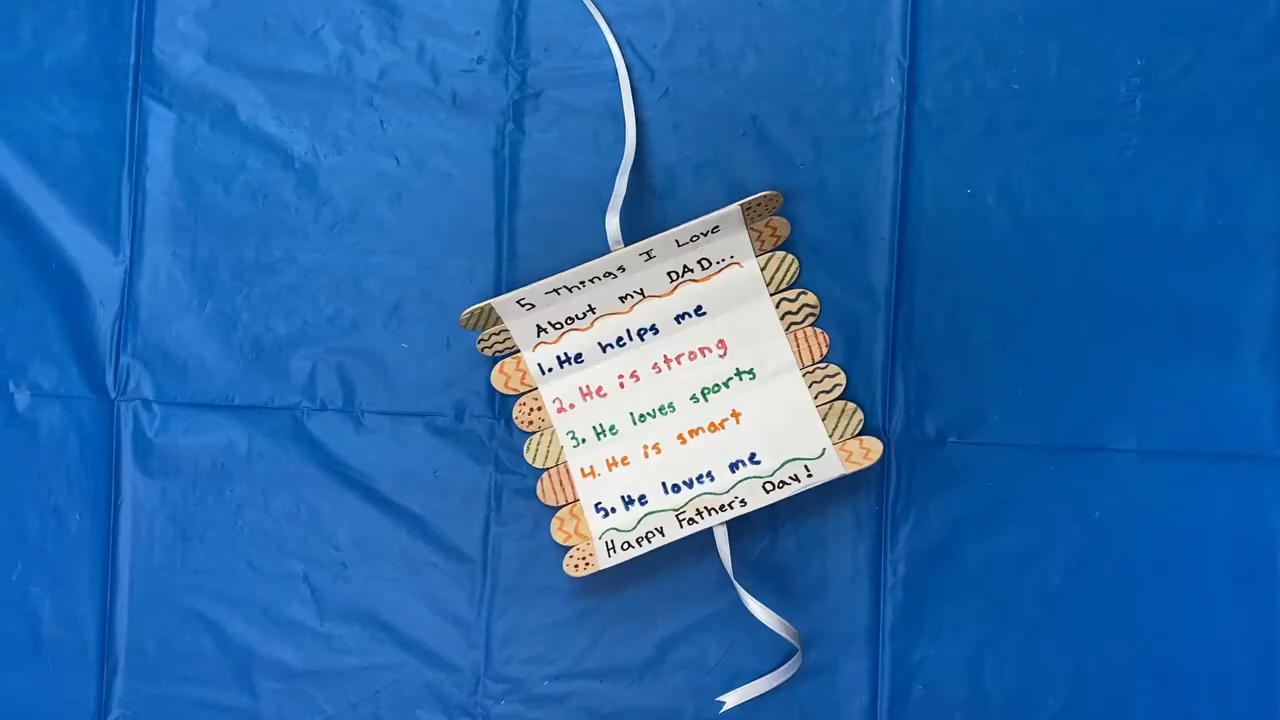 5 Things I Love
About my DAD...
1. He helps me
2. He is strong
3. He loves sports
4. He is smart
5. He loves me
Happy Father's Day!